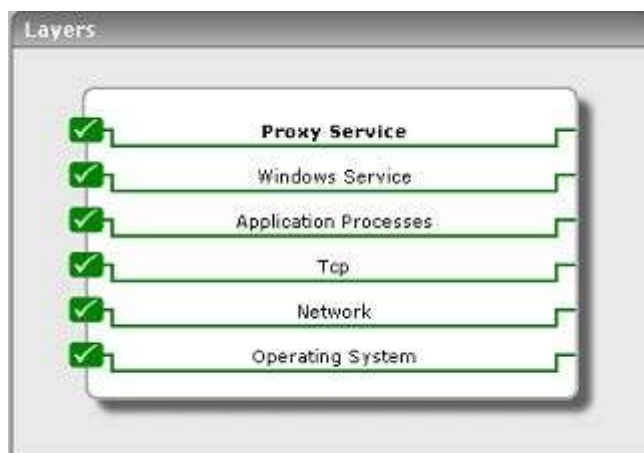 Layers
Proxy Service
Windows Service
Application Processes
Tcp
Network
Operating System